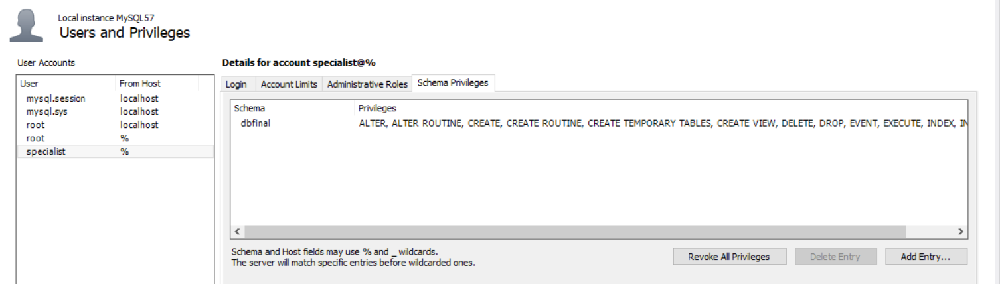 Local instance MySQL57
Users and Privileges
User Accounts
User From Host
mysql.session localhost
mysql.sys localhost
root localhost
root %
specialist %
Details for account specialist@%
Login Account Limits Administrative Roles Schema Privileges
Schema Privileges
dbfinal ALTER, ALTER ROUTINE, CREATE, CREATE ROUTINE, CREATE TEMPORARY TABLES, CREATE VIEW, DELETE, DROP, EVENT, EXECUTE, INDEX, IN
Schema and Host fields may use % and _ wildcards.
The server will match specific entries before wildcarded ones.
Revoke All Privileges Delete Entry Add Entry...